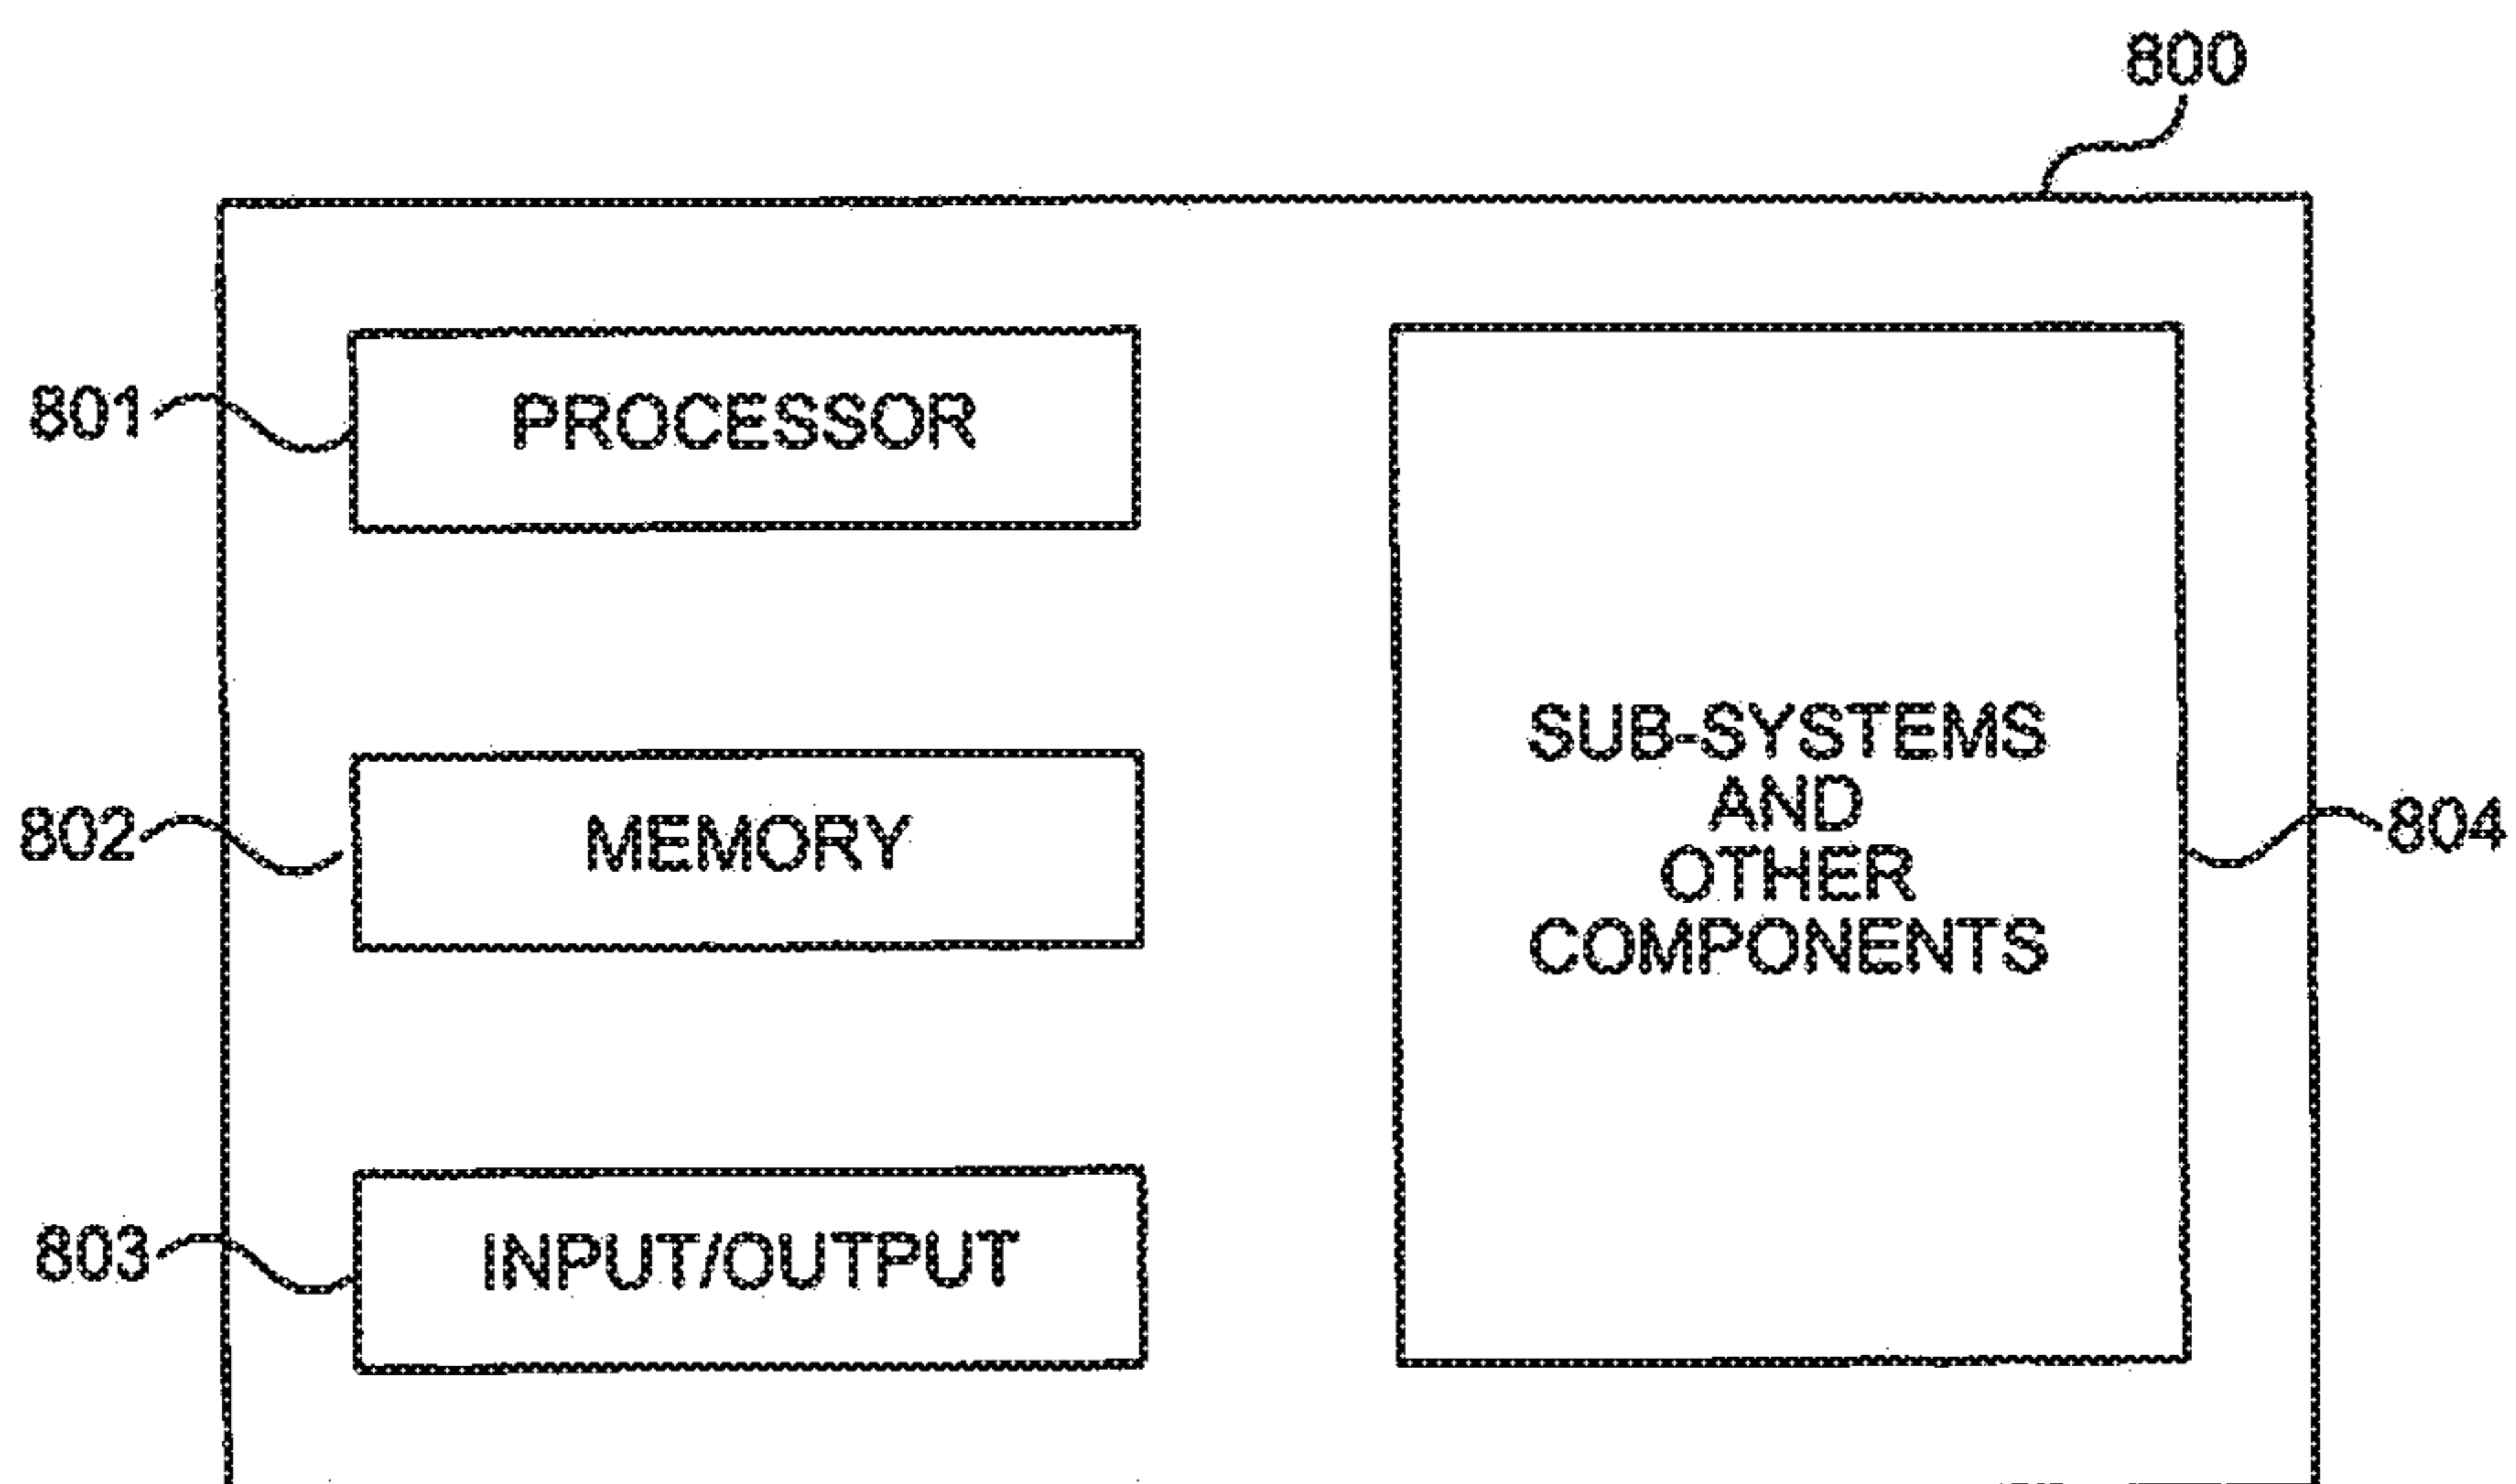 800
801
PROCESSOR
802
MEMORY
803
INPUT/OUTPUT
SUB-SYSTEMS
AND
OTHER
COMPONENTS
804